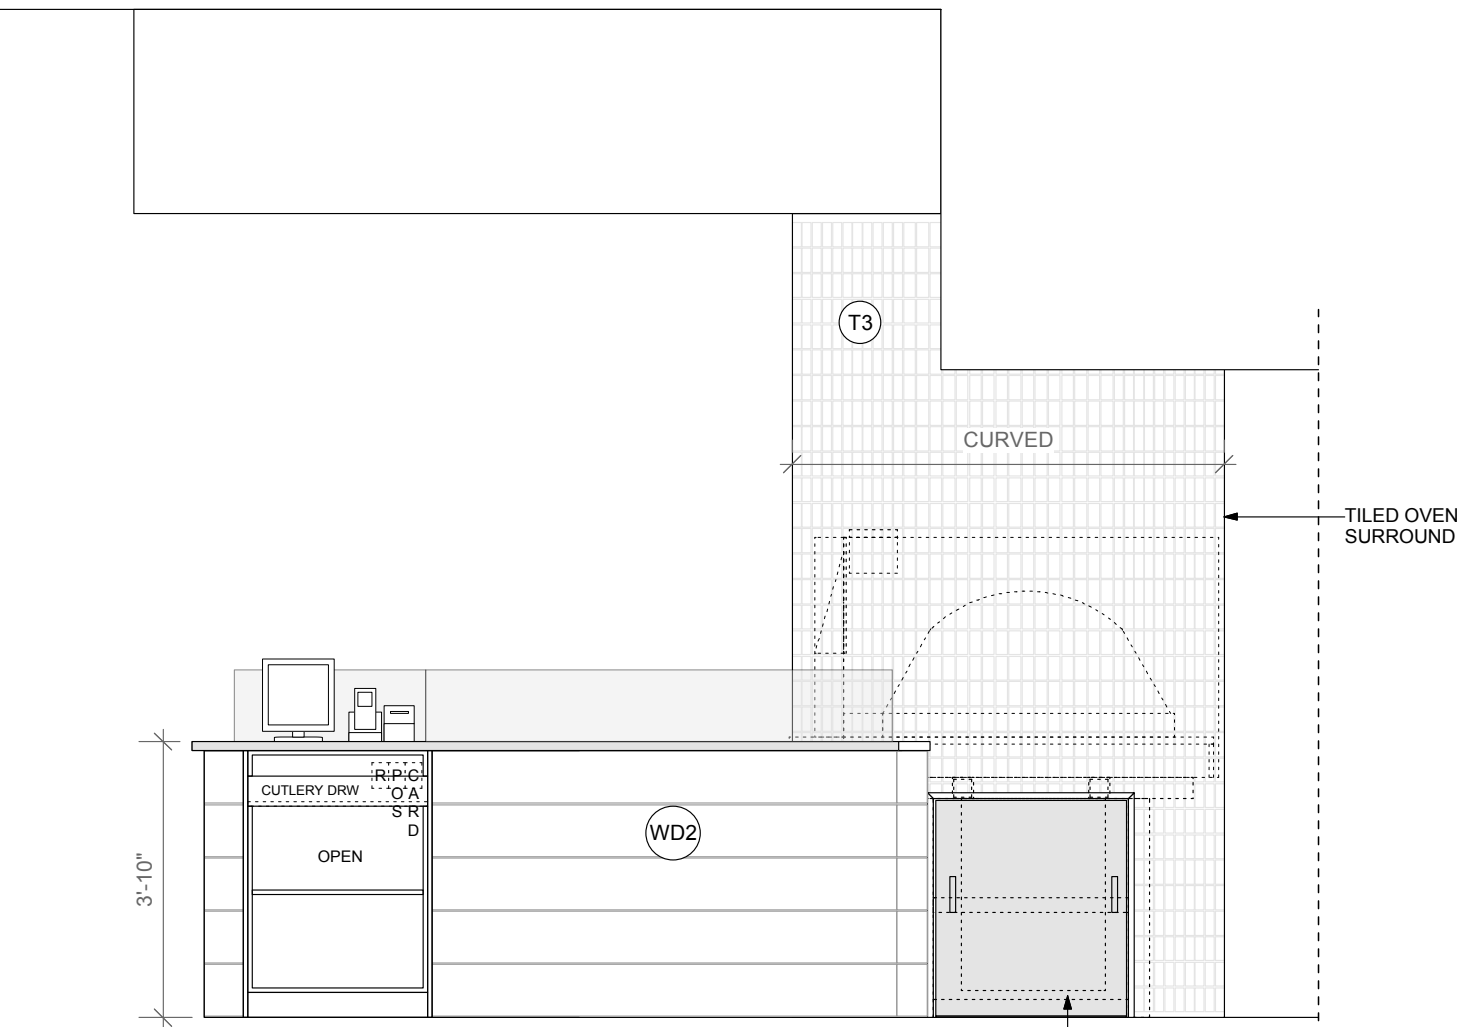 T3
CURVED
TILED OVEN
SURROUND
R P C
CUTLERY DRW
O A
S R
D
WD2
OPEN
3'-10"